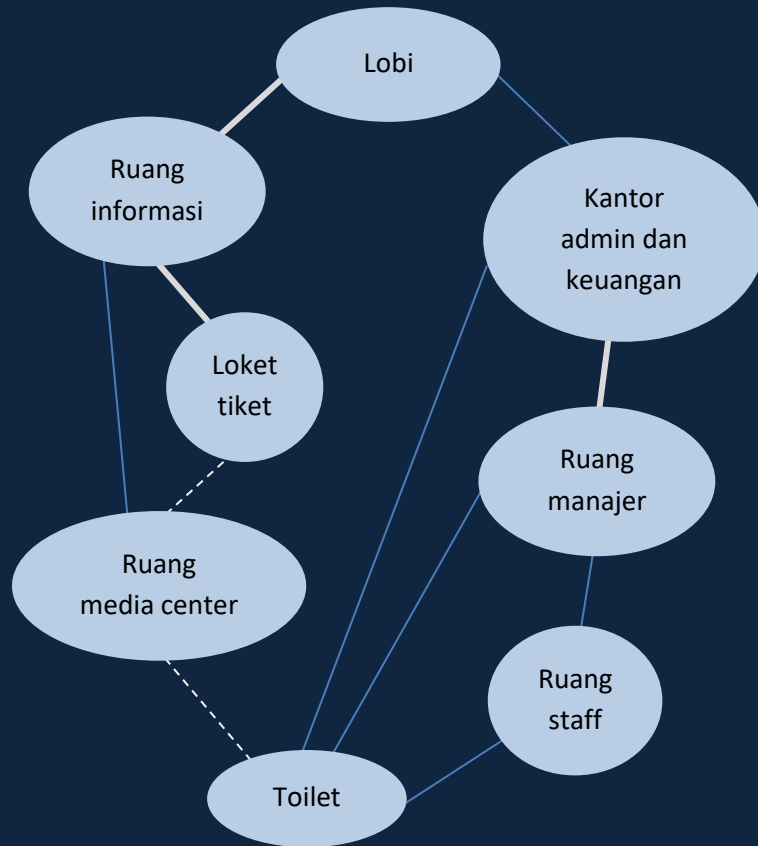 Lobi
Ruang
informasi
Kantor
admin dan
keuangan
Loket
tiket
Ruang
manajer
Ruang
media center
Ruang
staff
Toilet